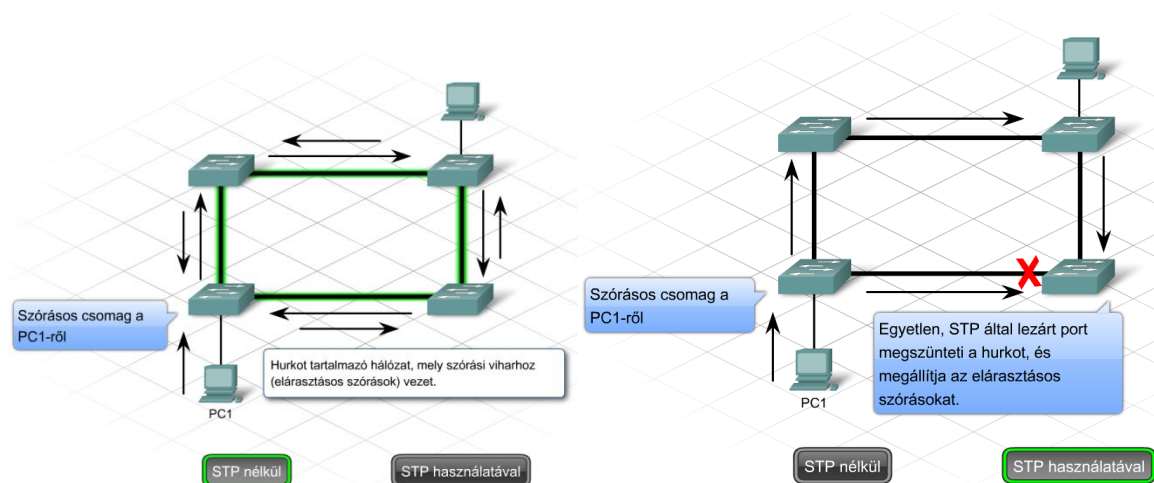 Szórásos csomag a
PC1-ről
Hurkot tartalmazó hálózat, mely szórási viharhoz
(elárasztásos szórások) vezet.
PC1
STP nélkül
STP használatával
Szórásos csomag a
PC1-ről
X
Egyetlen, STP által lezárt port
megszünteti a hurkot, és
megállítja az elárasztásos
szórásokat.
PC1
STP nélkül
STP használatával